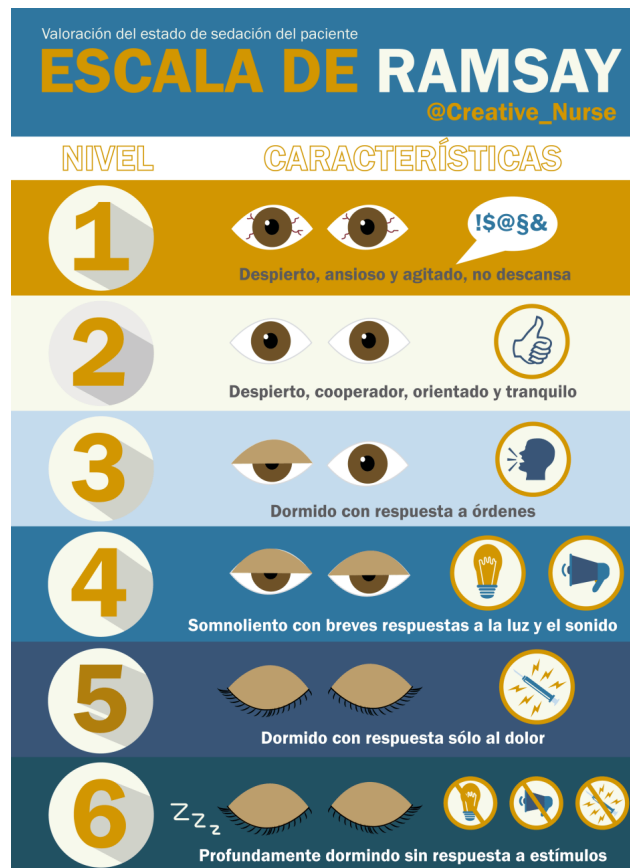 Valoración del estado de sedación del paciente
ESCALA DE RAMSAY
@Creative_Nurse
NIVEL CARACTERÍSTICAS
1
!$@§&
Despierto, ansioso y agitado, no descansa
2
Despierto, cooperador, orientado y tranquilo
3
Dormido con respuesta a órdenes
4
Somnoliento con breves respuestas a la luz y el sonido
5
Dormido con respuesta sólo al dolor
6
Z Z Z
Profundamente dormindo sin respuesta a estímulos